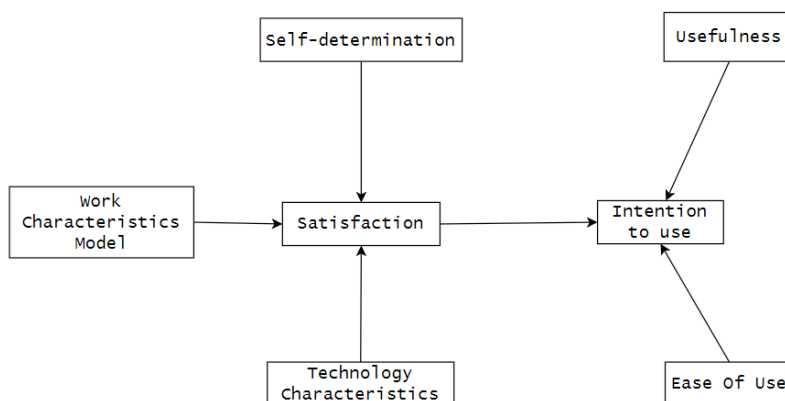 Self-determination
Usefulness
Work
Characteristics
Model
Satisfaction
Intention
to use
Technology
Characteristics
Ease Of Use